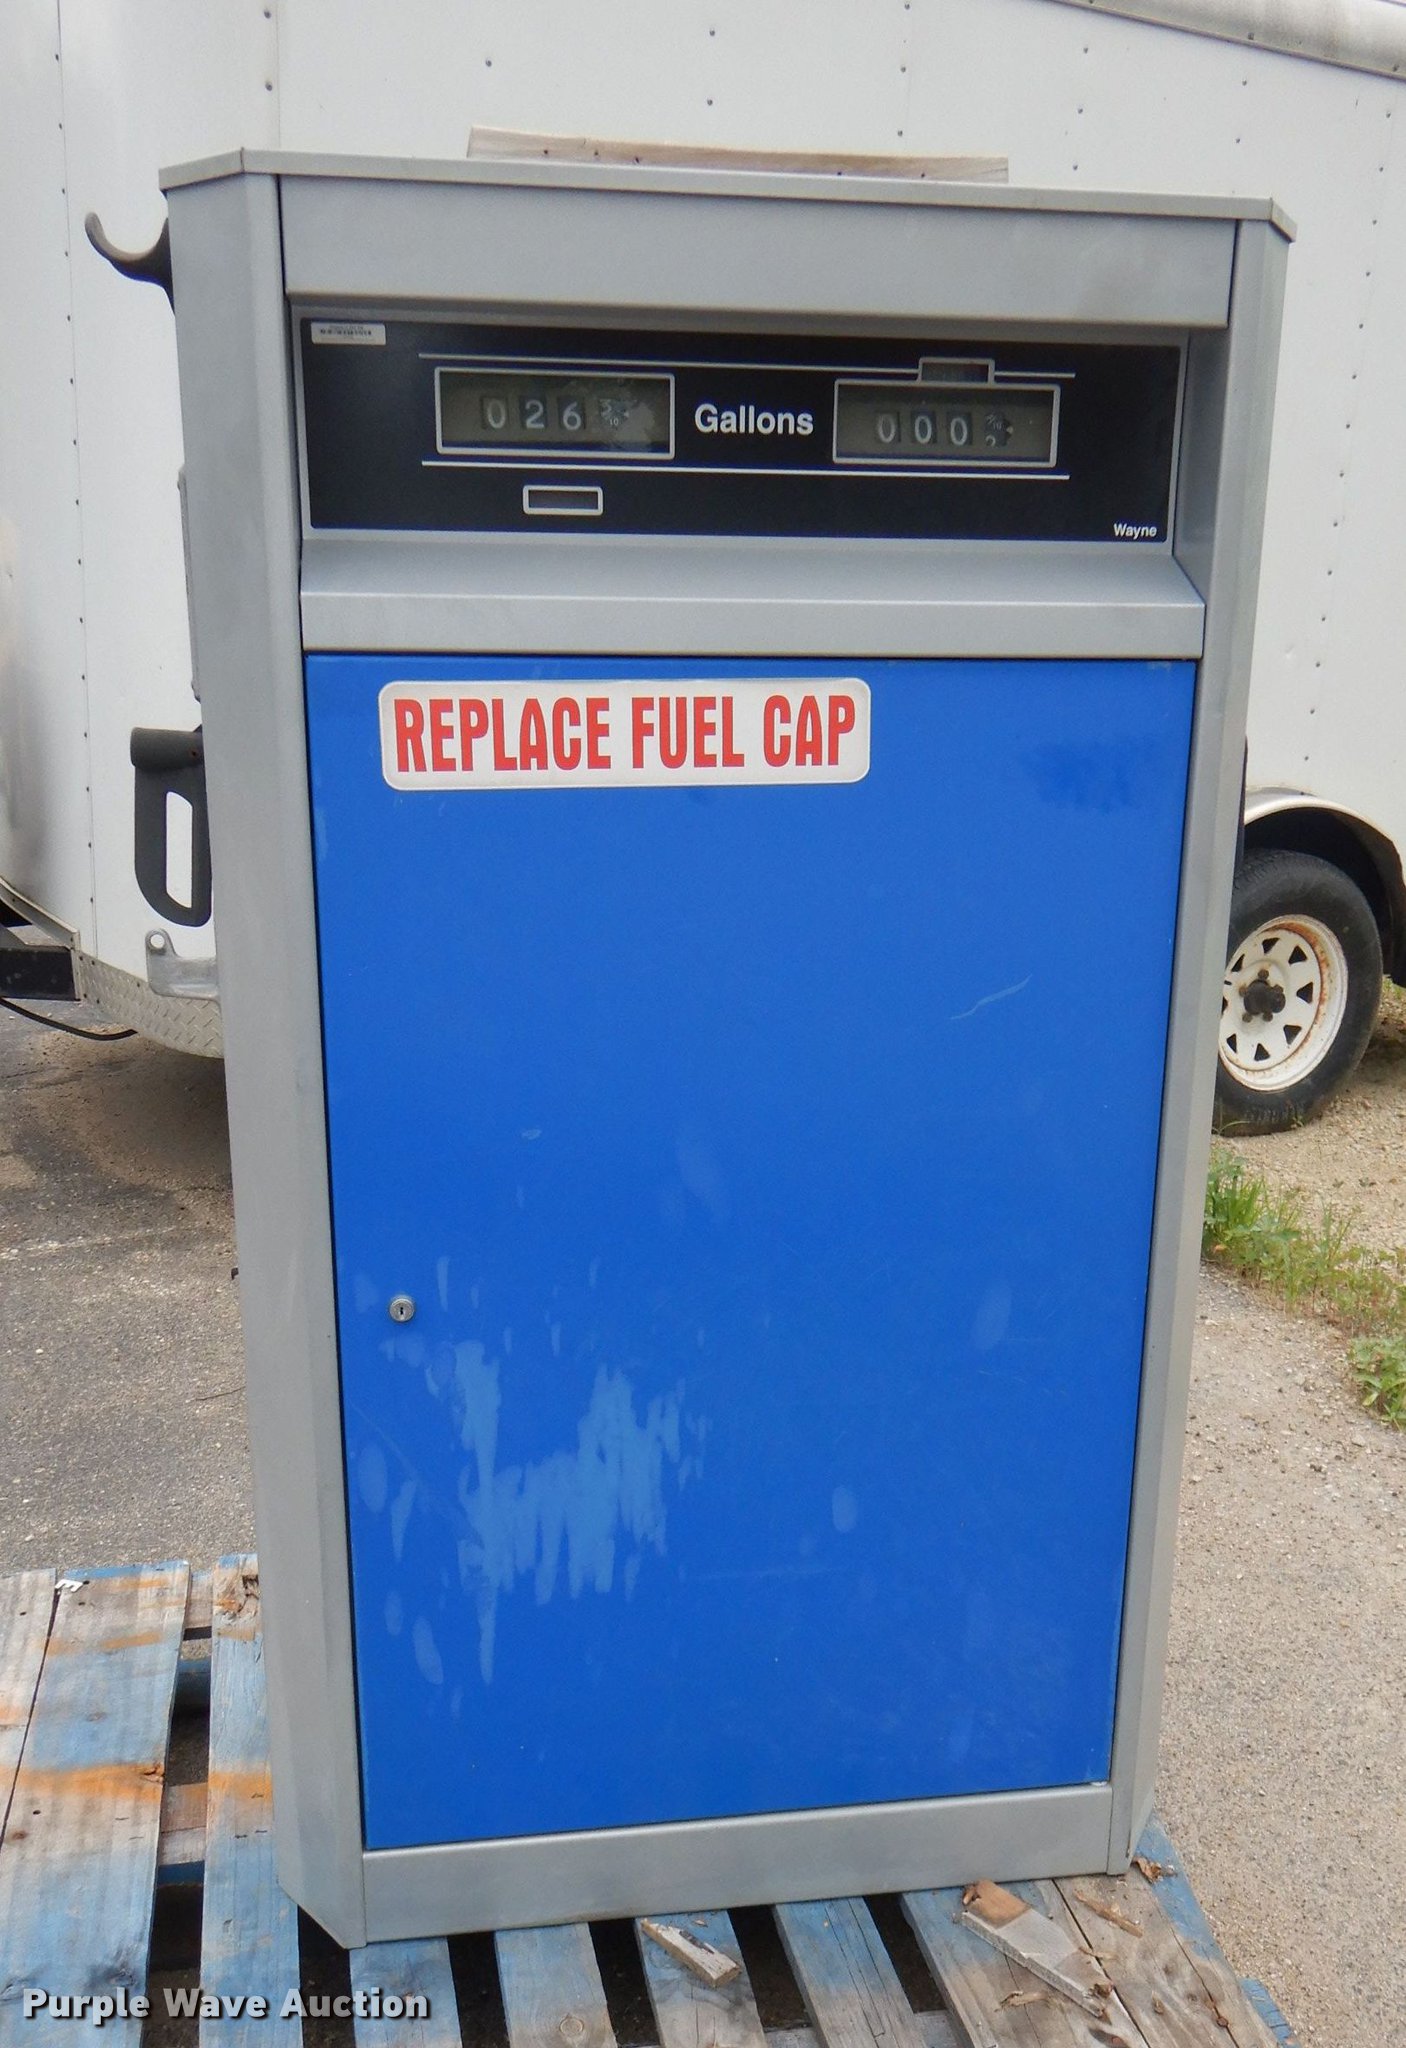 026 Gallons 000
Wayne
REPLACE FUEL CAP
Purple Wave Auction